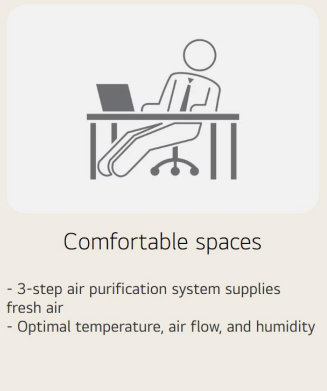 Comfortable spaces
- 3-step air purification system supplies
fresh air
- Optimal temperature, air flow, and humidity